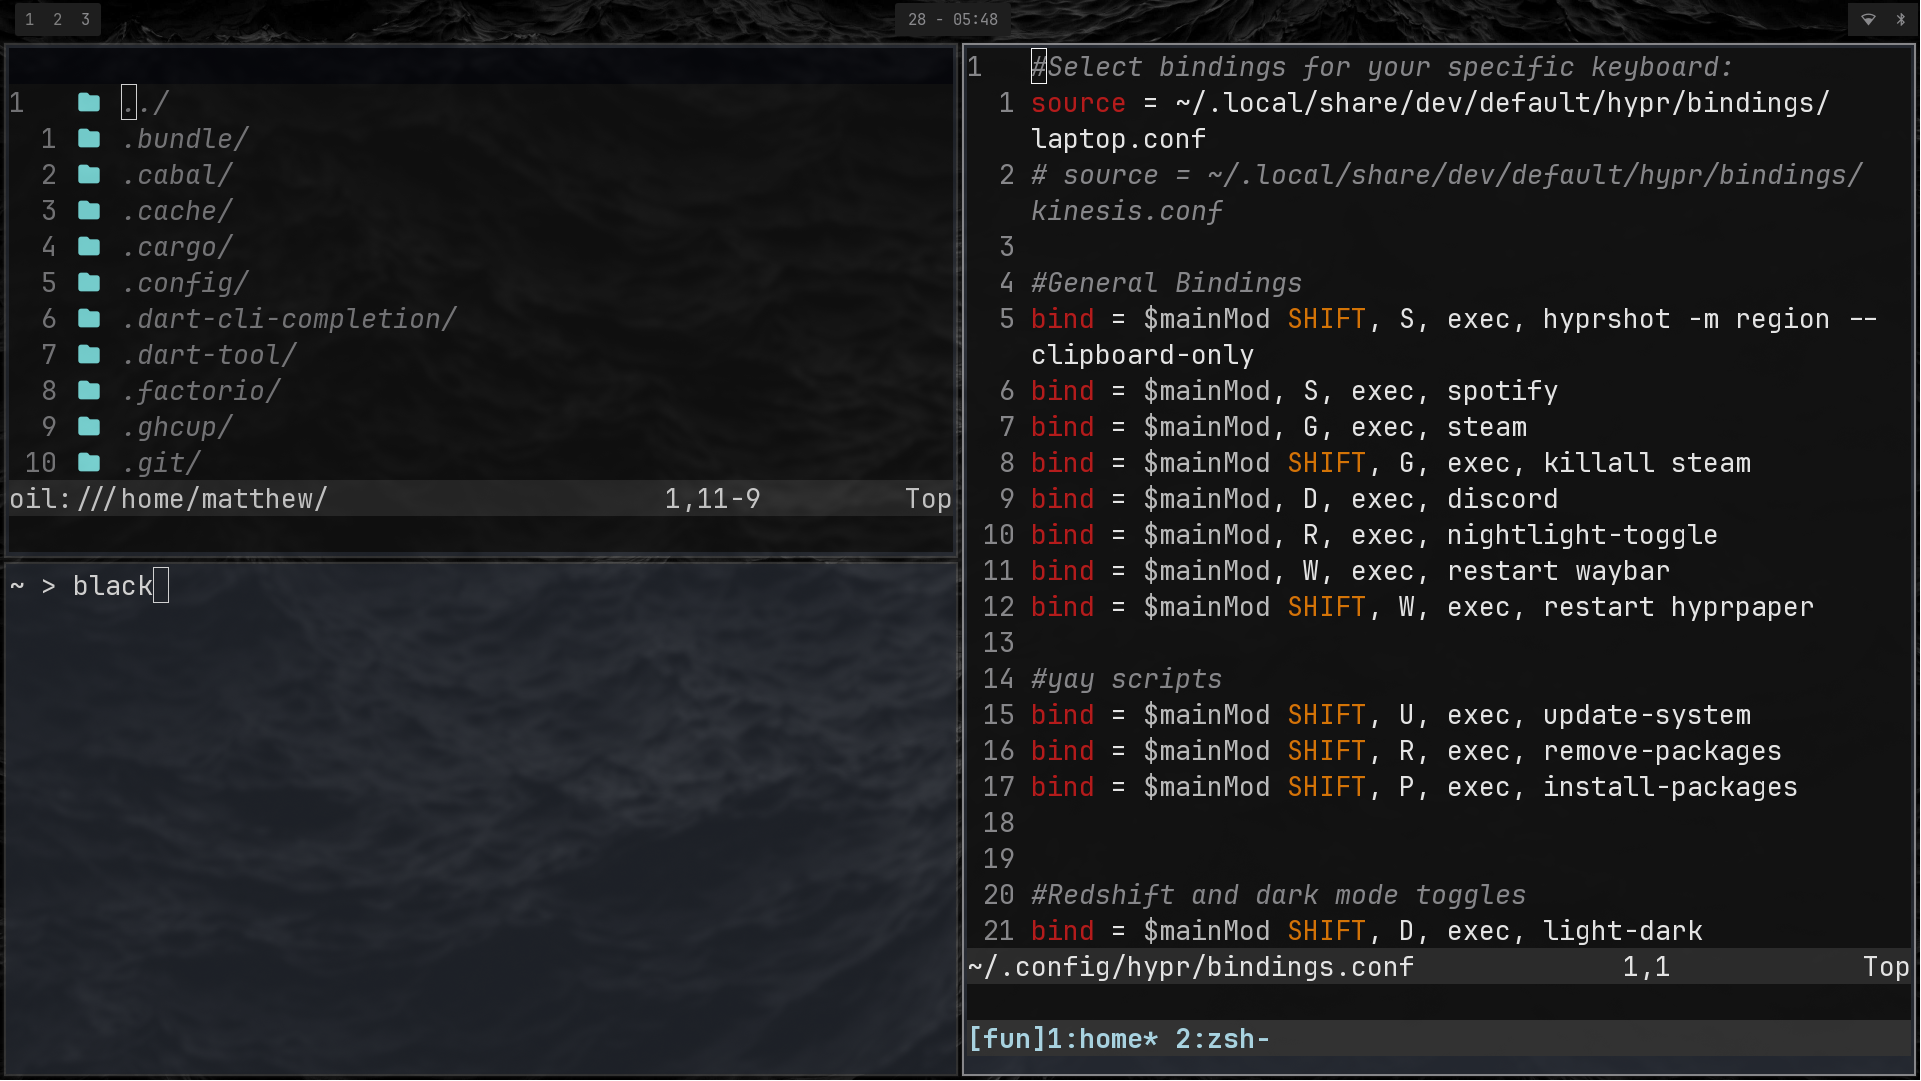 1 2 3
28 - 05:48
1 ../
1 .bundle/
2 .cabal/
3 .cache/
4 .cargo/
5 .config/
6 .dart-cli-completion/
7 .dart-tool/
8 .factorio/
9 .ghcup/
10 .git/
oil:///home/matthew/ 1,11-9 Top
~ > black
1 #Select bindings for your specific keyboard:
1 source = ~/.local/share/dev/default/hypr/bindings/
laptop.conf
2 # source = ~/.local/share/dev/default/hypr/bindings/
kinesis.conf
3
4 #General Bindings
5 bind = $mainMod SHIFT, S, exec, hyprshot -m region --
clipboard-only
6 bind = $mainMod, S, exec, spotify
7 bind = $mainMod, G, exec, steam
8 bind = $mainMod SHIFT, G, exec, killall steam
9 bind = $mainMod, D, exec, discord
10 bind = $mainMod, R, exec, nightlight-toggle
11 bind = $mainMod, W, exec, restart waybar
12 bind = $mainMod SHIFT, W, exec, restart hyprpaper
13
14 #yay scripts
15 bind = $mainMod SHIFT, U, exec, update-system
16 bind = $mainMod SHIFT, R, exec, remove-packages
17 bind = $mainMod SHIFT, P, exec, install-packages
18
19
20 #Redshift and dark mode toggles
21 bind = $mainMod SHIFT, D, exec, light-dark
~/.config/hypr/bindings.conf 1,1 Top
[fun]1:home* 2:zsh-